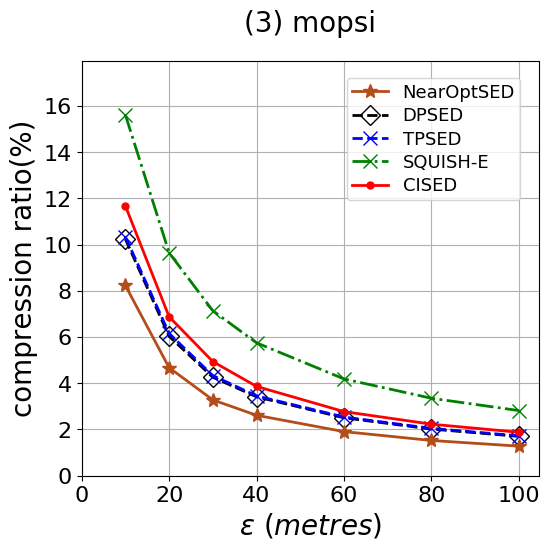 (3) mopsi
compression ratio(%)
16
14
12
10
8
6
4
2
0
NearOptSED
DPSED
TPSED
SQUISH-E
CISED
0 20 40 60 80 100
ε (metres)